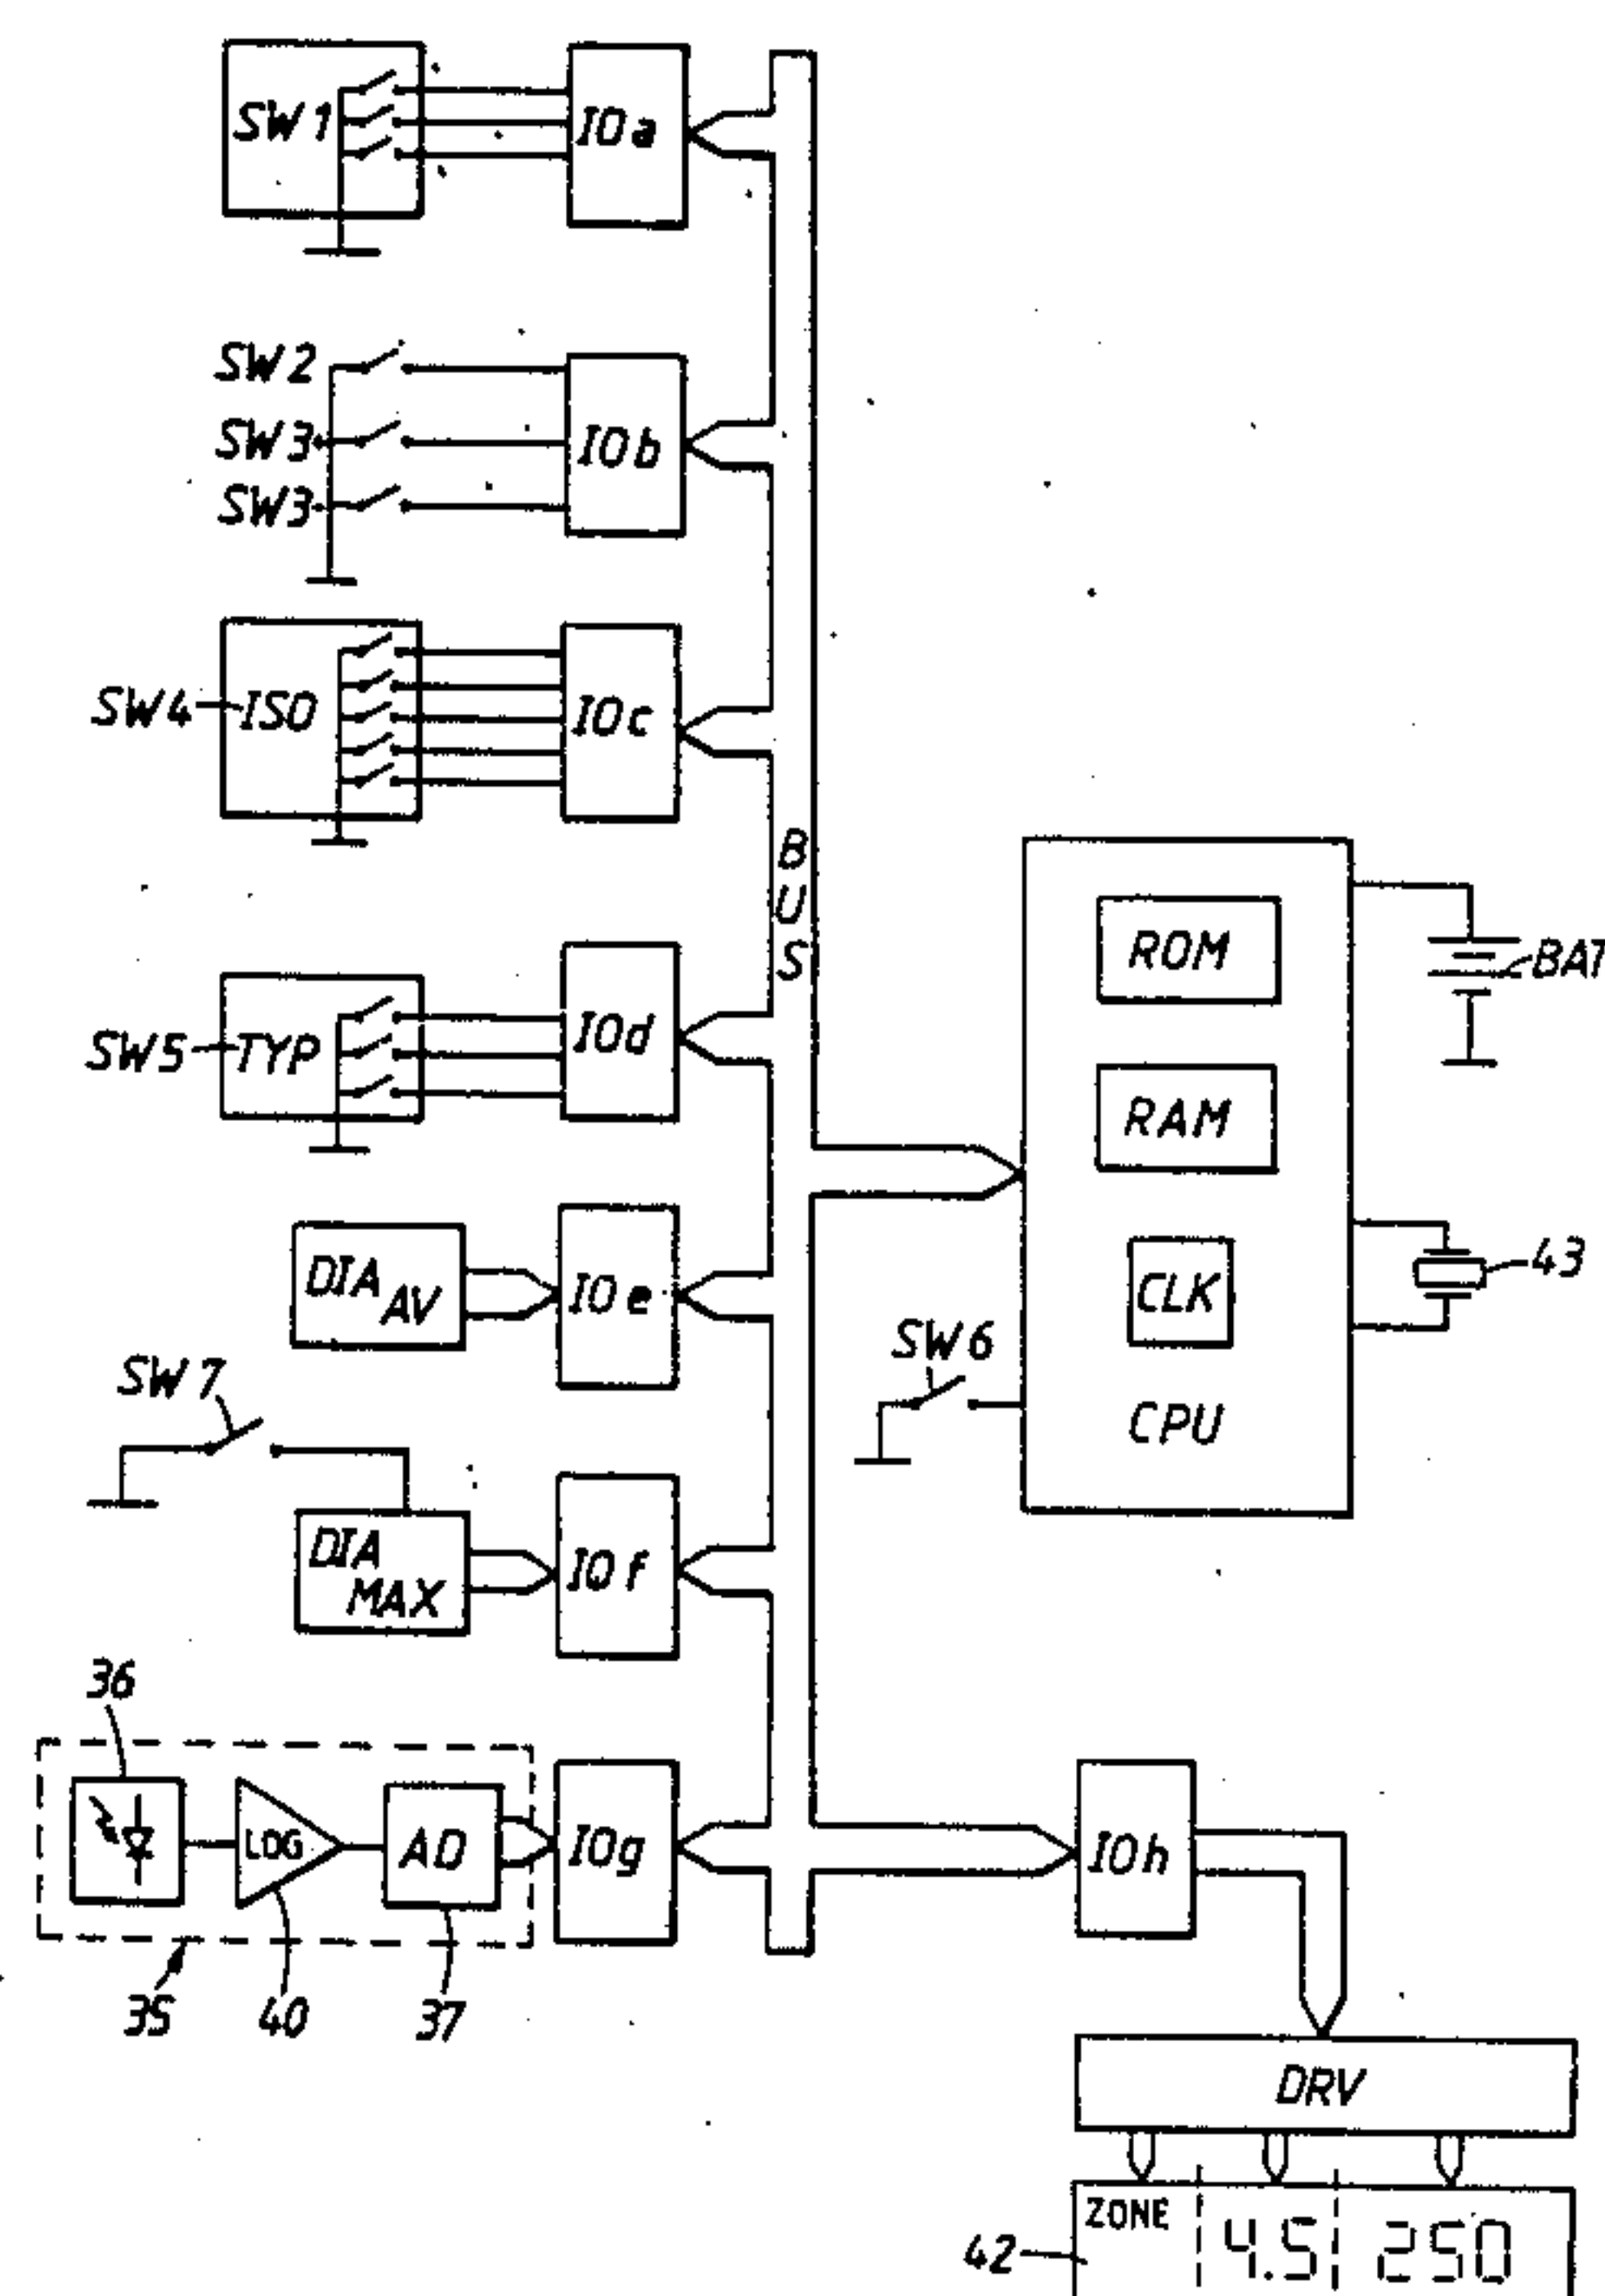 SW1
IOa
SW2
SW3
SW3
IOb
SW4
ISO
IOc
BUS
SW5
TYP
IOd
ROM
BAT
RAM
CLK
43
CPU
SW6
DIA
AV
IOe
SW7
DIA
MAX
IOf
36
LOG
AD
IOg
IOh
35
40
37
DRV
ZONE
4.5
250
42